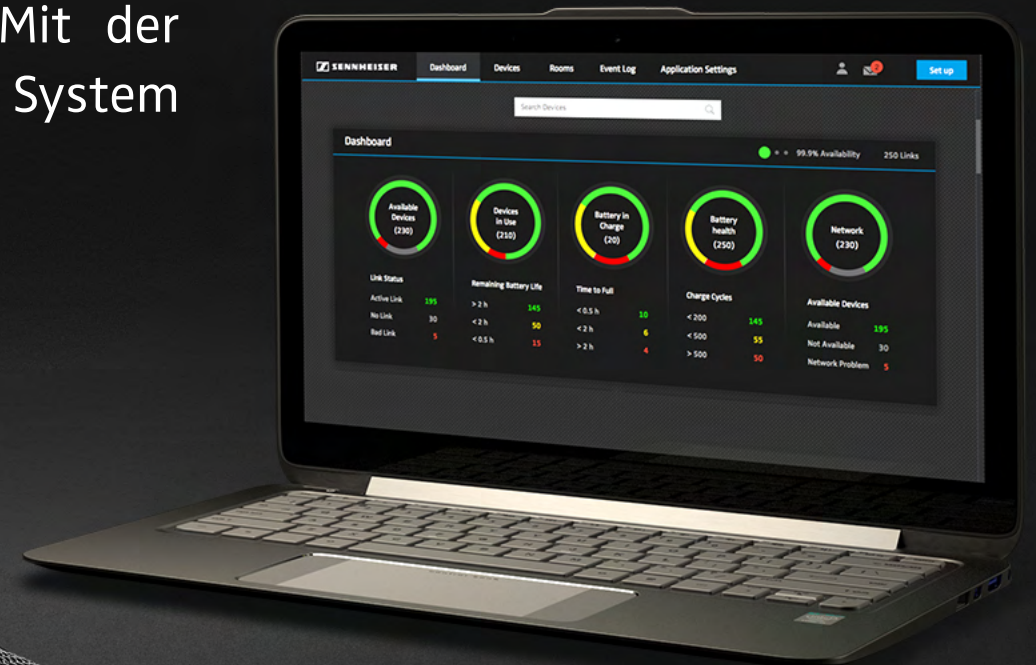 Mit der
System
SENNHEISER Dashboard Devices Rooms Event Log Application Settings 2 Set up
Search Devices
Dashboard 99.9% Availability 250 Links
Available Devices (230)
Link Status
Active Link 195
No Link 30
Bad Link 5
Devices in Use (210)
Remaining Battery Life
> 2 h 145
< 2 h 50
< 0.5 h 15
Battery in Charge (20)
Time to Full
< 0.5 h 10
< 2 h 6
> 2 h 4
Battery health (250)
Charge Cycles
< 200 145
< 500 55
> 500 50
Network (230)
Available Devices
Available 195
Not Available 30
Network Problem 5